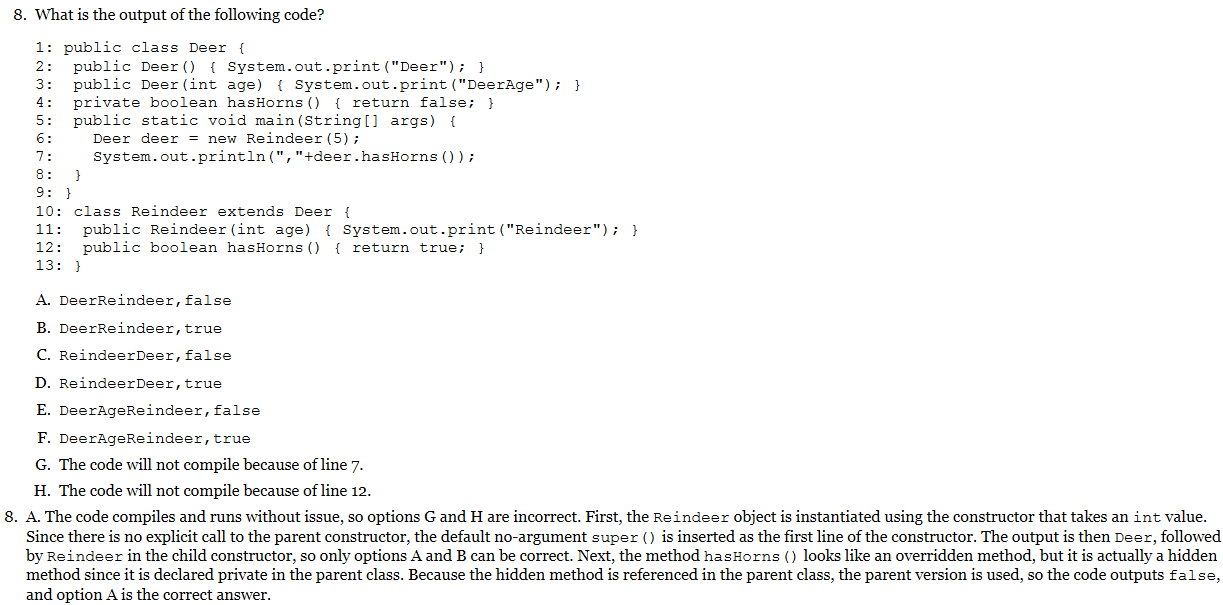 8. What is the output of the following code?
1: public class Deer {
2:  public Deer() { System.out.print("Deer"); }
3:  public Deer(int age) { System.out.print("DeerAge"); }
4:  private boolean hasHorns() { return false; }
5:  public static void main(String[] args) {
6:    Deer deer = new Reindeer(5);
7:    System.out.println(","+deer.hasHorns());
8:  }
9: }
10: class Reindeer extends Deer {
11:  public Reindeer(int age) { System.out.print("Reindeer"); }
12:  public boolean hasHorns() { return true; }
13: }
A. DeerReindeer,false
B. DeerReindeer,true
C. ReindeerDeer,false
D. ReindeerDeer,true
E. DeerAgeReindeer,false
F. DeerAgeReindeer,true
G. The code will not compile because of line 7.
H. The code will not compile because of line 12.
8. A. The code compiles and runs without issue, so options G and H are incorrect. First, the Reindeer object is instantiated using the constructor that takes an int value.
Since there is no explicit call to the parent constructor, the default no-argument super() is inserted as the first line of the constructor. The output is then Deer, followed
by Reindeer in the child constructor, so only options A and B can be correct. Next, the method hasHorns() looks like an overridden method, but it is actually a hidden
method since it is declared private in the parent class. Because the hidden method is referenced in the parent class, the parent version is used, so the code outputs false,
and option A is the correct answer.